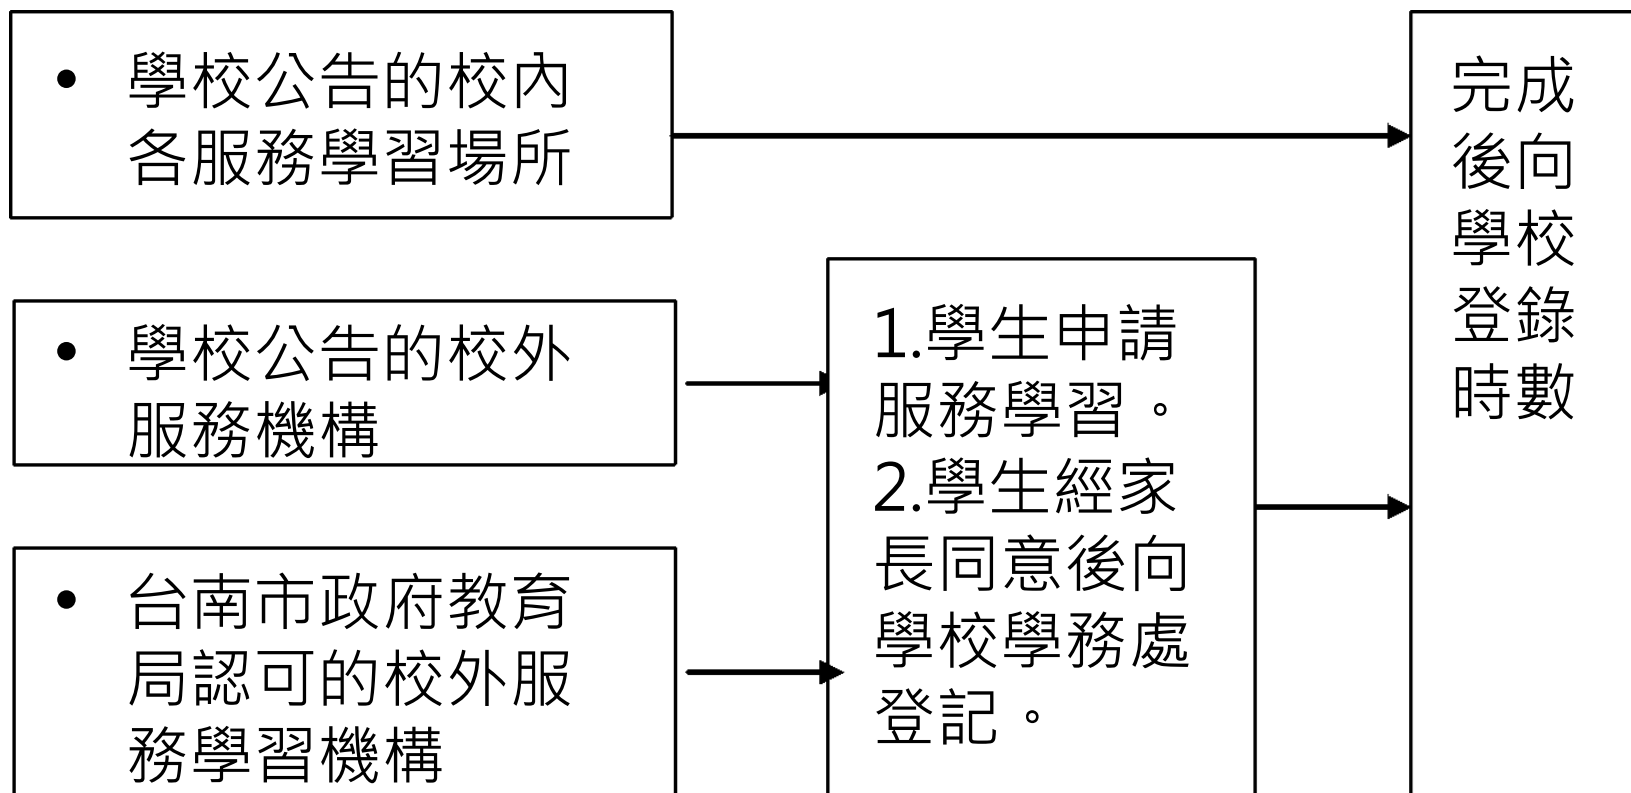 • 學校公告的校內
各服務學習場所
• 學校公告的校外
服務機構
• 台南市政府教育
局認可的校外服
務學習機構
1.學生申請
服務學習。
2.學生經家
長同意後向
學校學務處
登記。
完成
後向
學校
登錄
時數